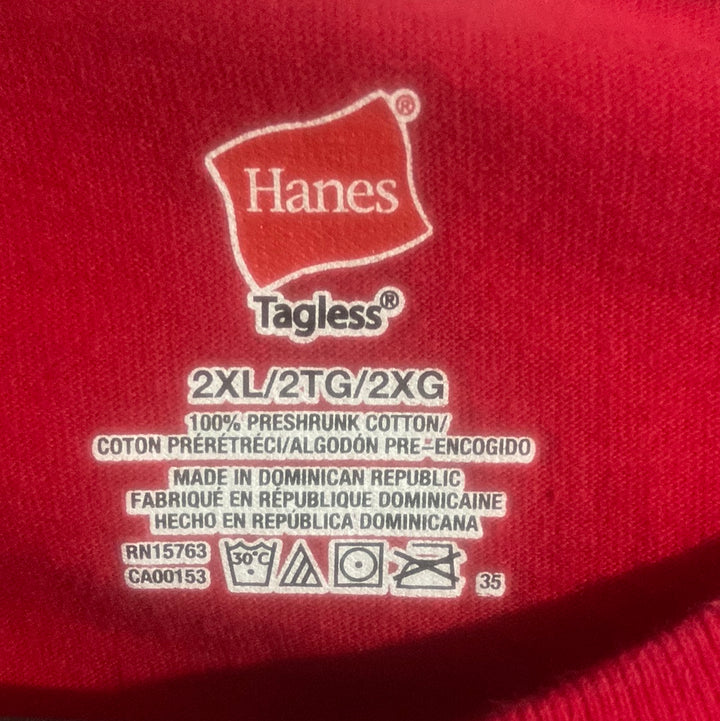 Hanes®
Tagless®
2XL/2TG/2XG
100% PRESHRUNK COTTON/
COTON PRÉRÉTRÉCI/ALGODÓN PRE-ENCOGIDO
MADE IN DOMINICAN REPUBLIC
FABRIQUÉ EN RÉPUBLIQUE DOMINICAINE
HECHO EN REPÚBLICA DOMINICANA
RN15763
CA00153
30°C
35